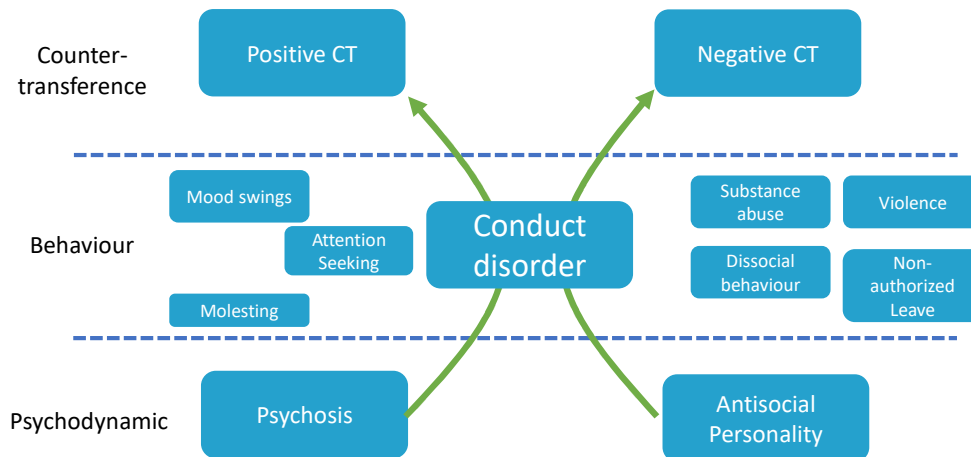 Counter-
transference
Positive CT
Negative CT
Behaviour
Mood swings
Attention
Seeking
Molesting
Conduct
disorder
Substance
abuse
Violence
Dissocial
behaviour
Non-
authorized
Leave
Psychodynamic
Psychosis
Antisocial
Personality